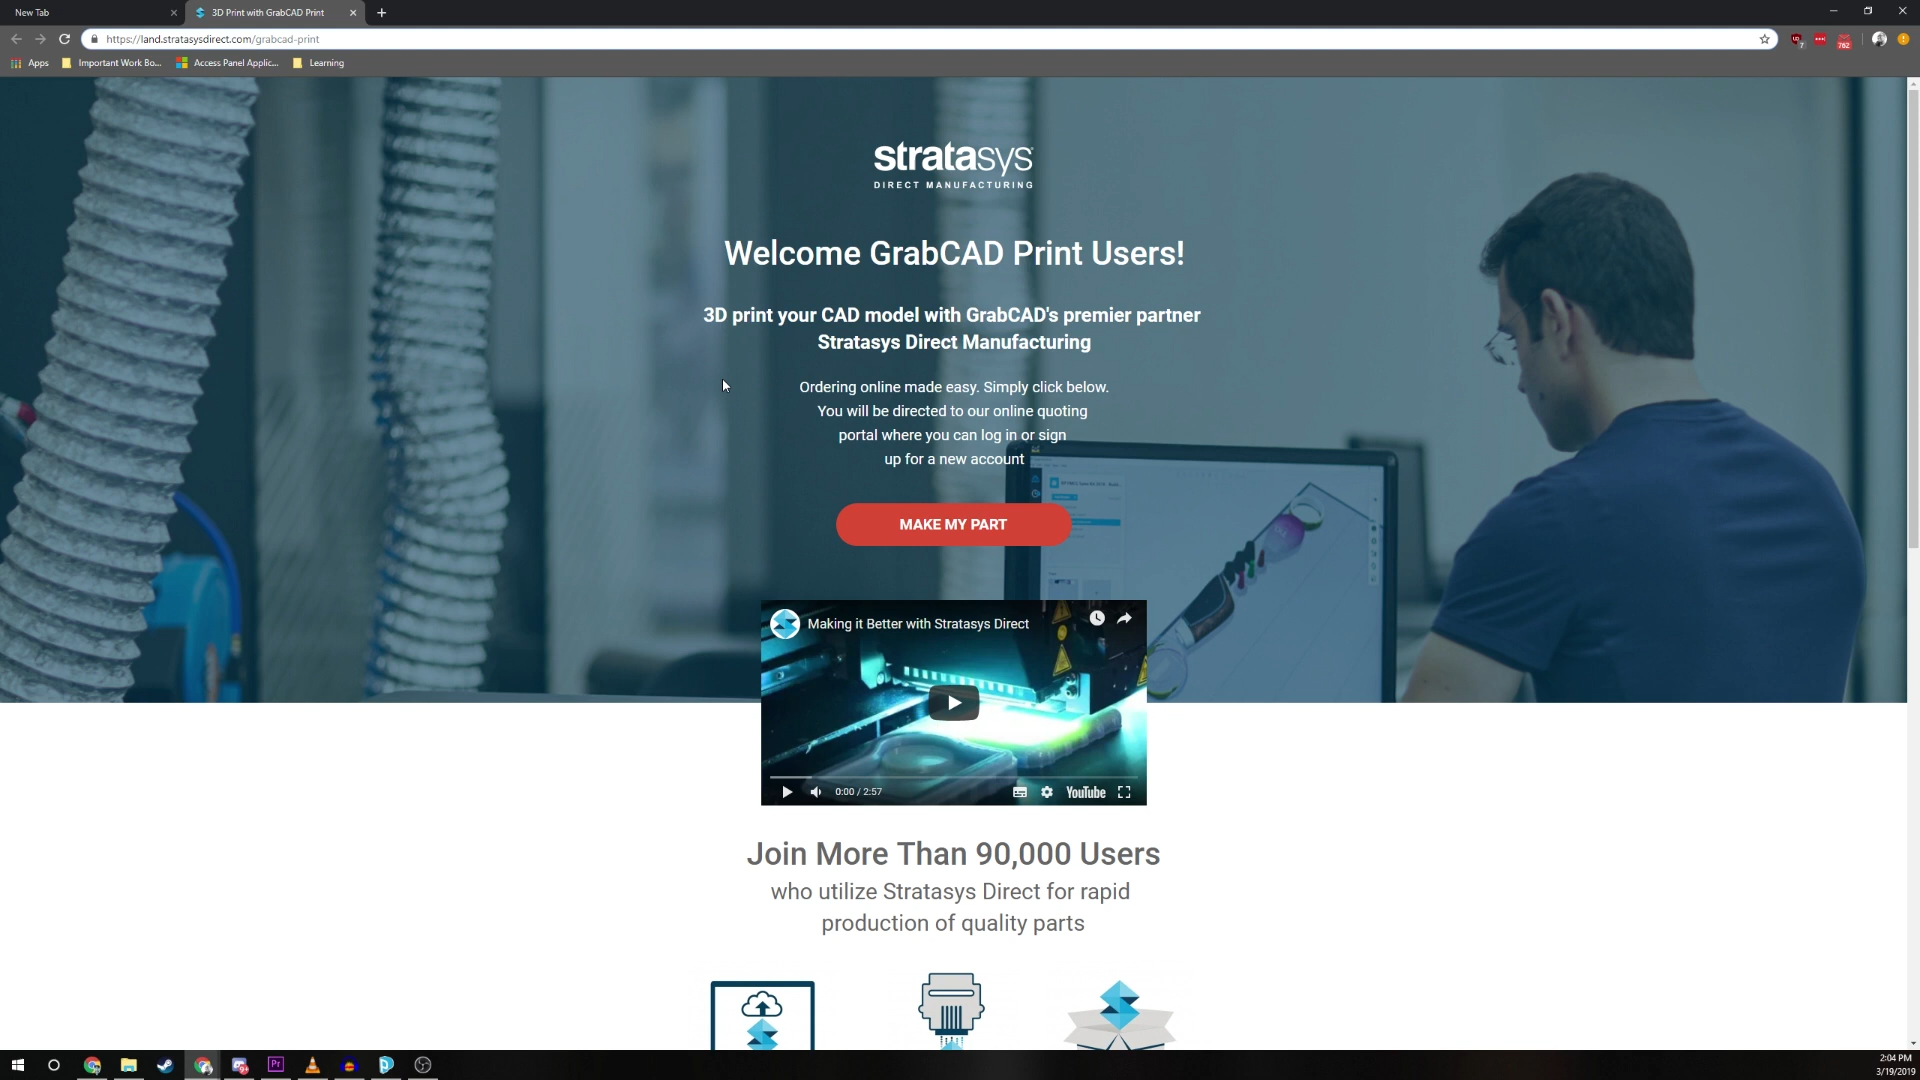 New Tab
3D Print with GrabCAD Print
https://land.stratasysdirect.com/grabcad-print
7
762
Apps
Important Work Bo...
Access Panel Applic...
Learning
stratasys
DIRECT MANUFACTURING
Welcome GrabCAD Print Users!
3D print your CAD model with GrabCAD's premier partner
Stratasys Direct Manufacturing
Ordering online made easy. Simply click below.
You will be directed to our online quoting
portal where you can log in or sign
up for a new account
MAKE MY PART
Making it Better with Stratasys Direct
0:00 / 2:57
YouTube
Join More Than 90,000 Users
who utilize Stratasys Direct for rapid
production of quality parts
Pr
2:04 PM
3/19/2019